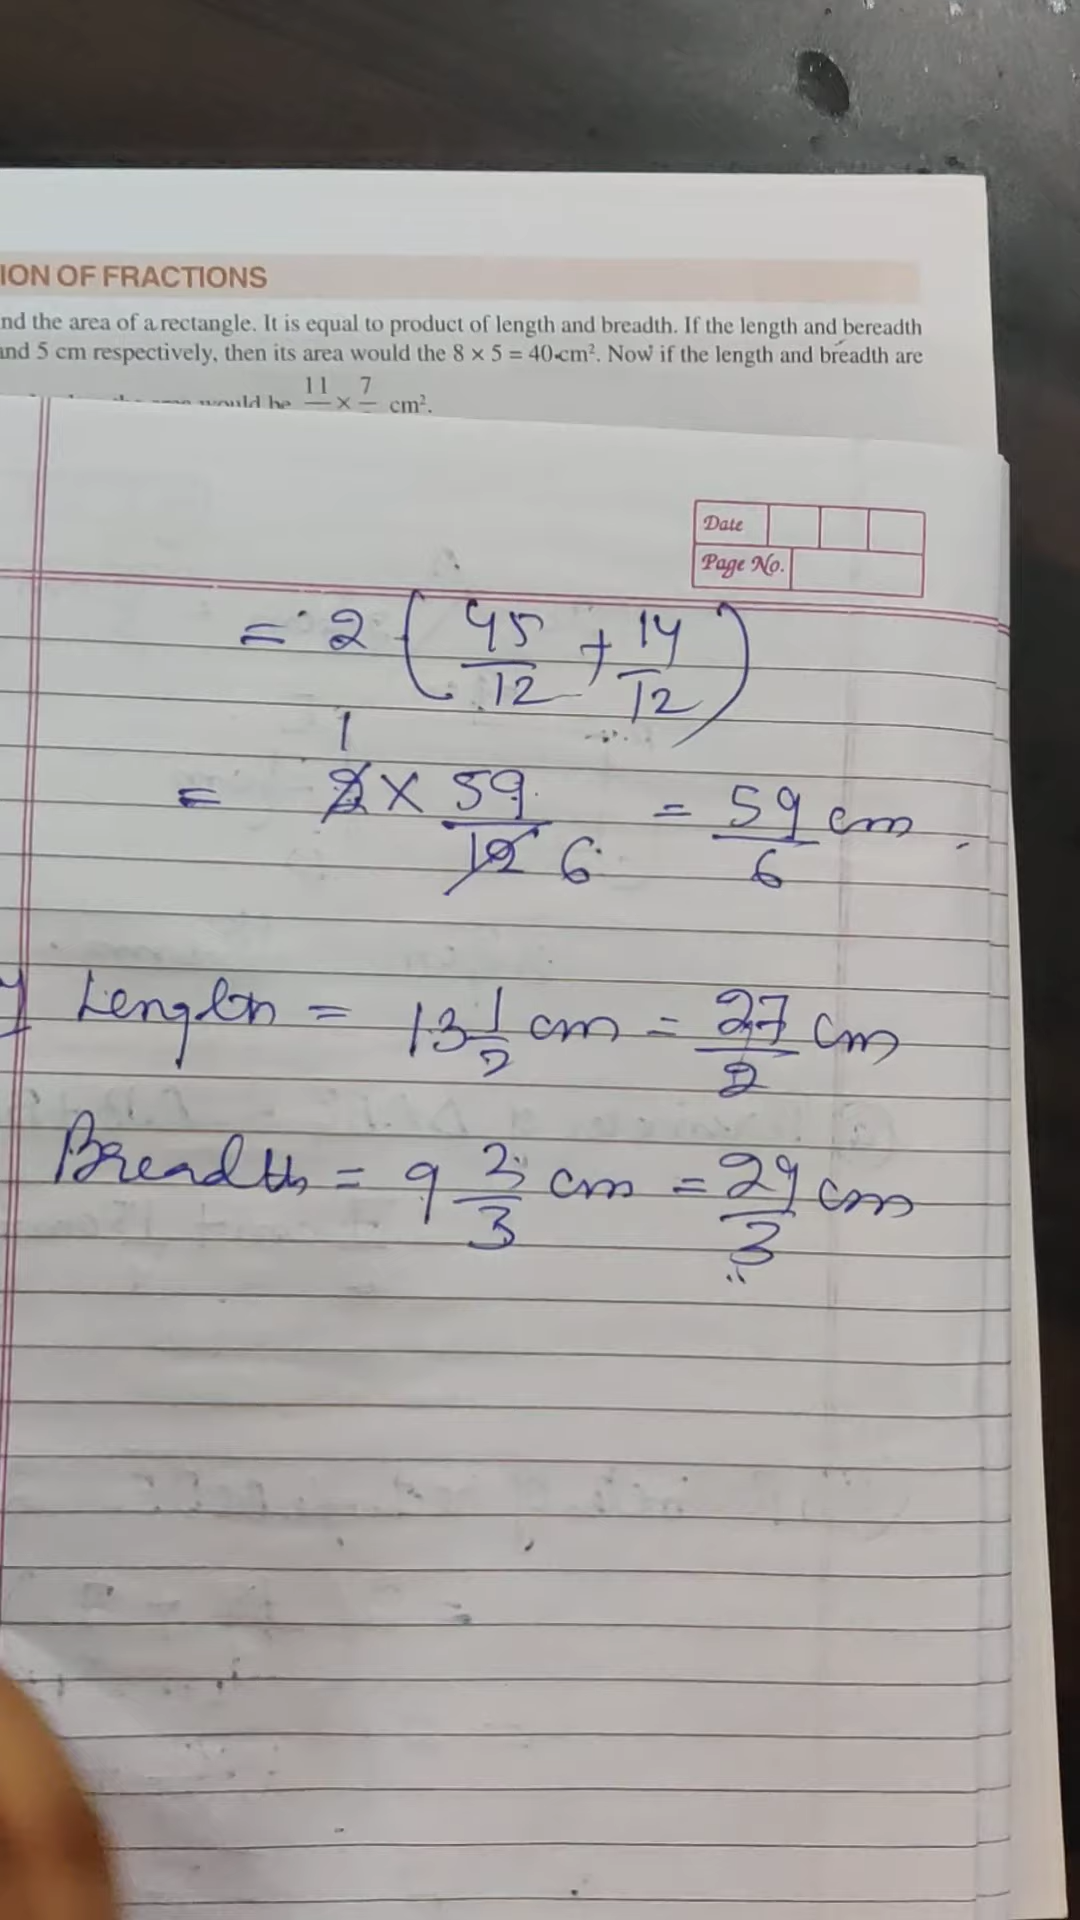 ION OF FRACTIONS
nd the area of a rectangle. It is equal to product of length and breadth. If the length and bereadth
and 5 cm respectively, then its area would the 8 × 5 = 40 cm². Now if the length and breadth are
would be 11/ × 7/ cm².
Date
Page No.
= 2 (45/12 + 14/12)
1
= 2 × 59/12 6 = 59/6 cm.
Length = 13 1/2 cm = 27/2 cm
Breadth = 9 2/3 cm = 29/3 cm